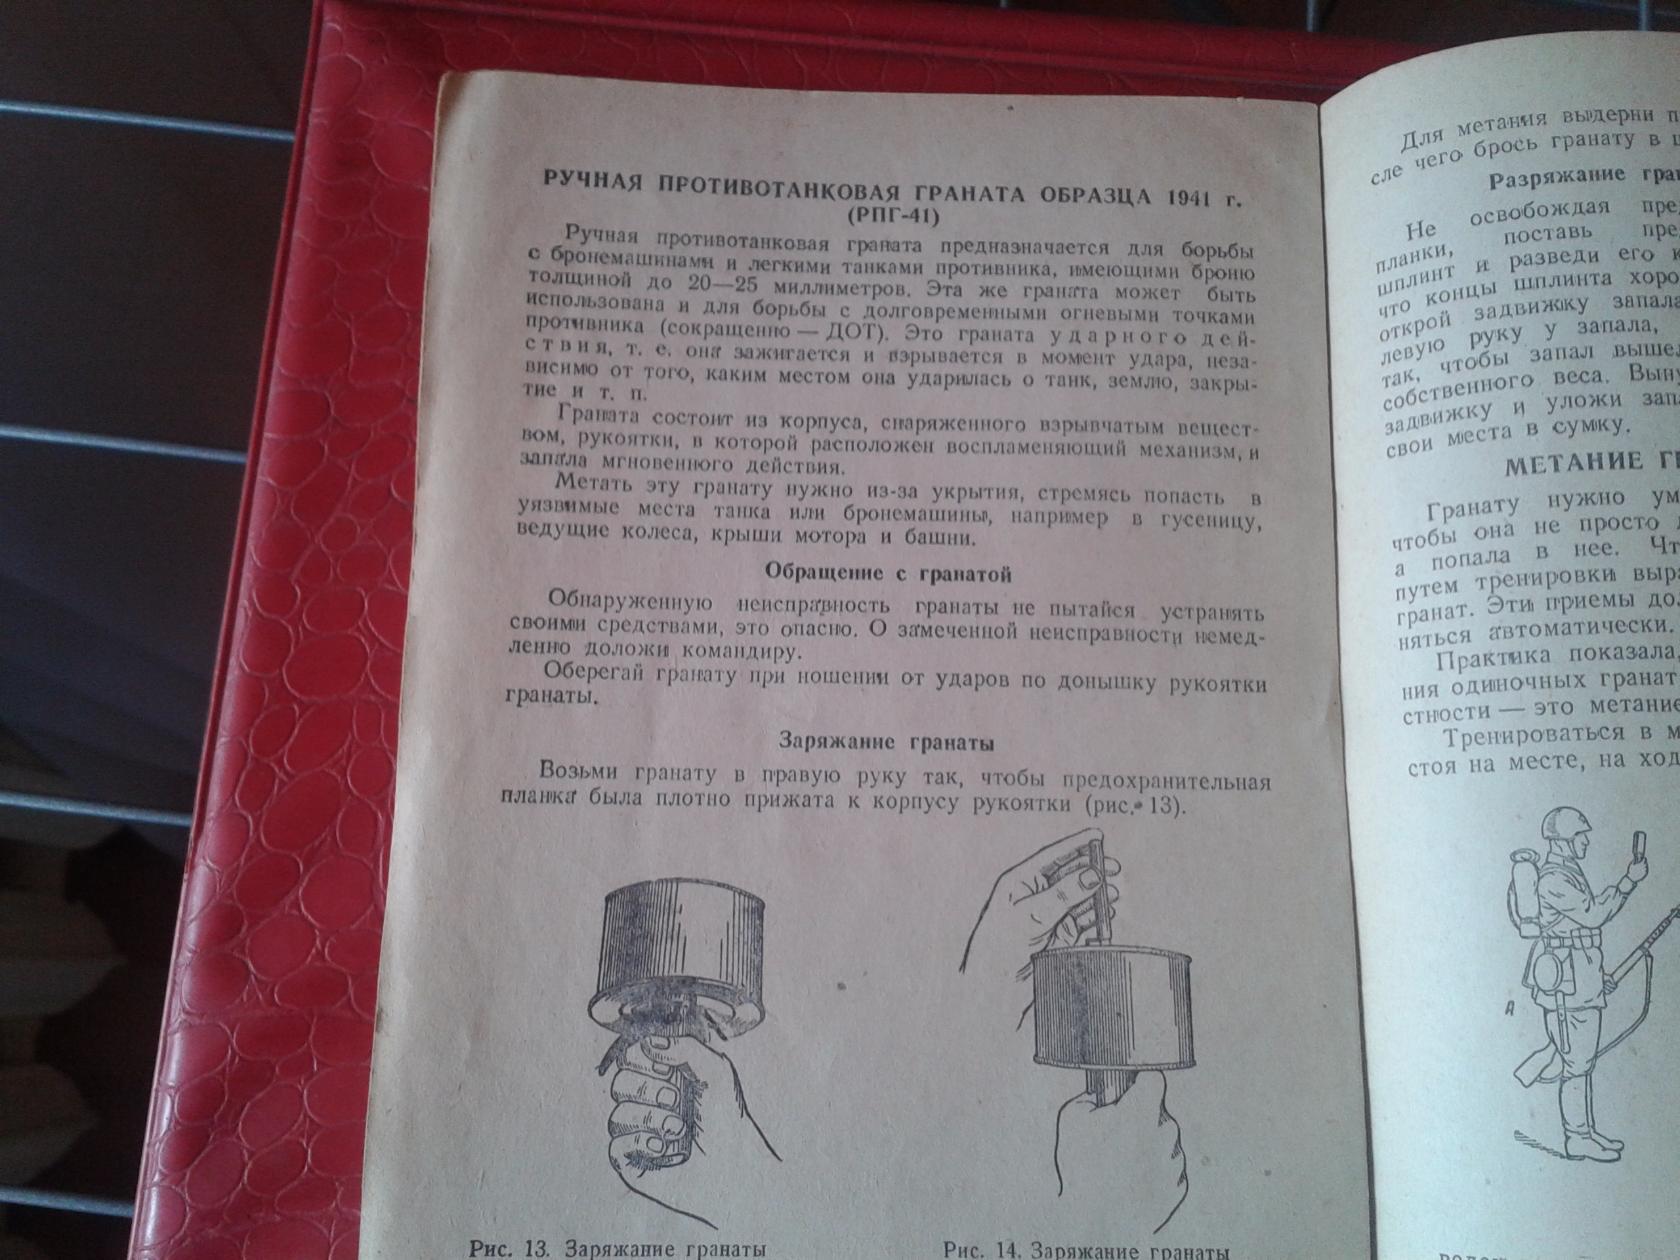 РУЧНАЯ ПРОТИВОТАНКОВАЯ ГРАНАТА ОБРАЗЦА 1941 г.
(РПГ-41)
Ручная противотанковая граната предназначается для борьбы
с бронемашинами и легкими танками противника, имеющими броню
толщиной до 20—25 миллиметров. Эта же граната может быть
использована и для борьбы с долговременными огневыми точками
противника (сокращенно — ДОТ). Это граната ударного дей-
ствия, т. е. она зажигается и взрывается в момент удара, неза-
висимо от того, каким местом она ударилась о танк, землю, закры-
тие и т. п.
Граната состоит из корпуса, снаряженного взрывчатым вещест-
вом, рукоятки, в которой расположен воспламеняющий механизм, и
запала мгновенного действия.
Метать эту гранату нужно из-за укрытия, стремясь попасть в
уязвимые места танка или бронемашины, например в гусеницу,
ведущие колеса, крыши мотора и башни.
Обращение с гранатой
Обнаруженную неисправность гранаты не пытайся устранять
своими средствами, это опасно. О замеченной неисправности немед-
ленно доложи командиру.
Оберегай гранату при ношении от ударов по донышку рукоятки
гранаты.
Заряжание гранаты
Возьми гранату в правую руку так, чтобы предохранительная
планка была плотно прижата к корпусу рукоятки (рис. 13).
Рис. 13. Заряжание гранаты
Рис. 14. Заряжание гранаты
Для метания выдерни
сле чего брось гранату в
Разряжание
Не освобождая
планки, поставь
шплинт и разведи его
что концы шплинта
открой задвижку запала
левую руку у запала,
так, чтобы запал
собственного веса.
задвижку и уложи
свои места в сумку.
МЕТАНИЕ
Гранату нужно
чтобы она не просто
а попала в нее.
путем тренировки
гранат. Эти приемы
няться автоматически.
Практика показала,
ния одиночных гранат
стности — это метание
Тренироваться в
стоя на месте, на
А